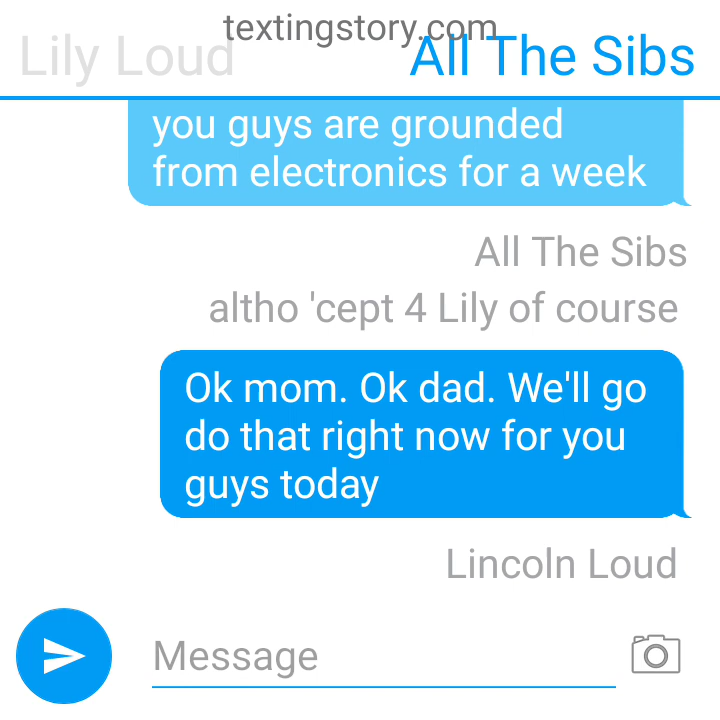 textingstory.com
Lily Loud
All The Sibs
you guys are grounded
from electronics for a week
All The Sibs
altho 'cept 4 Lily of course
Ok mom. Ok dad. We'll go
do that right now for you
guys today
Lincoln Loud
Message